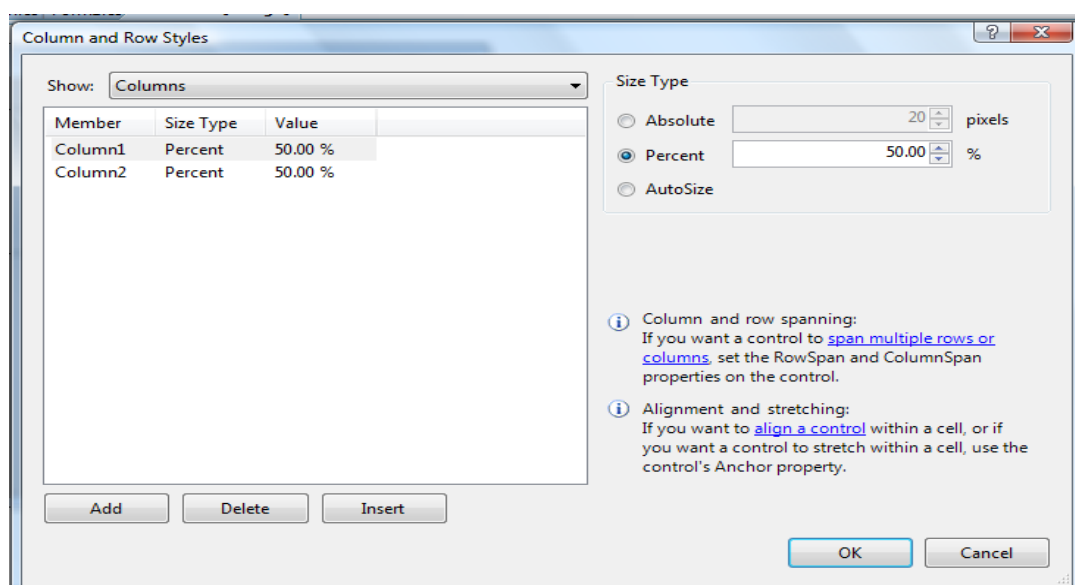 Column and Row Styles
Show: Columns
Member Size Type Value
Column1 Percent 50.00 %
Column2 Percent 50.00 %
Add Delete Insert
Size Type
Absolute 20 pixels
Percent 50.00 %
AutoSize
Column and row spanning:
If you want a control to span multiple rows or
columns, set the RowSpan and ColumnSpan
properties on the control.
Alignment and stretching:
If you want to align a control within a cell, or if
you want a control to stretch within a cell, use the
control's Anchor property.
OK Cancel